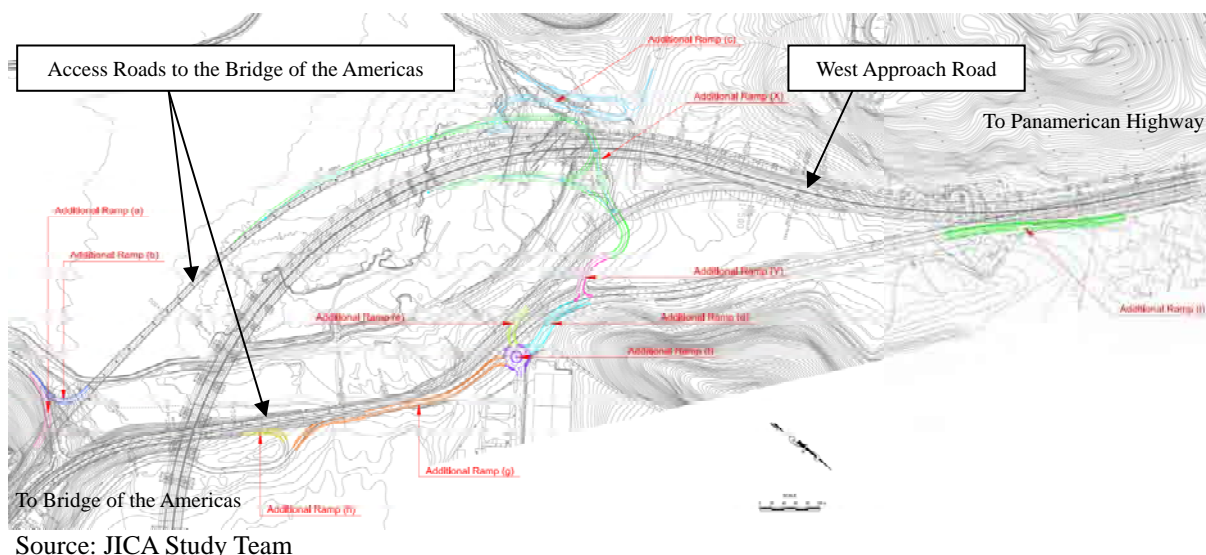 Additional Ramp (c)
Access Roads to the Bridge of the Americas
West Approach Road
Additional Ramp (X)
To Panamerican Highway
Additional Ramp (a)
Additional Ramp (b)
Additional Ramp (Y)
Additional Ramp (e)
Additional Ramp (d)
Additional Ramp (i)
Additional Ramp (g)
To Bridge of the Americas
Additional Ramp (h)
Source: JICA Study Team